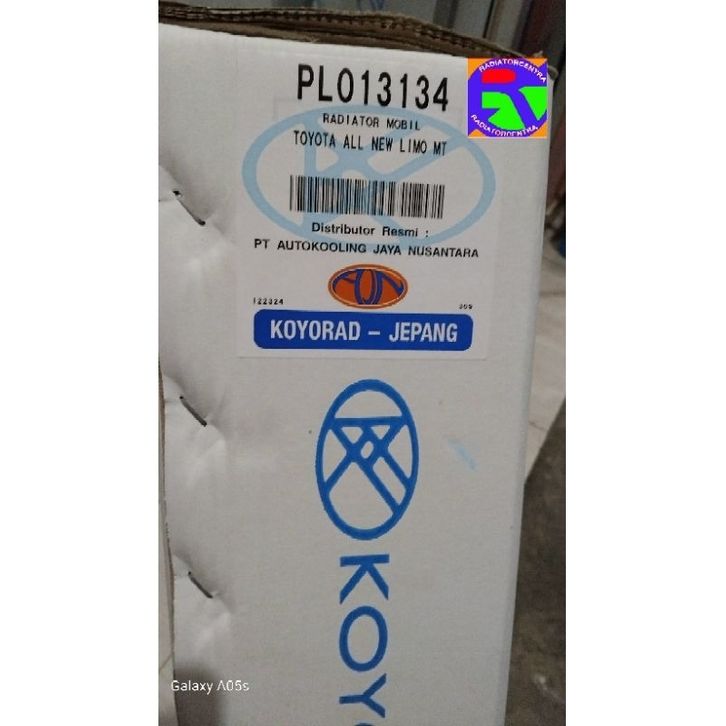 PL013134
RADIATOR MOBIL
TOYOTA ALL NEW LIMO MT
Distributor Resmi :
PT AUTOKOOLING JAYA NUSANTARA
AJN
122324
309
KOYORAD - JEPANG
KOYO
RADIATORCENTRA
RADIATORCENTRA
Galaxy A05s